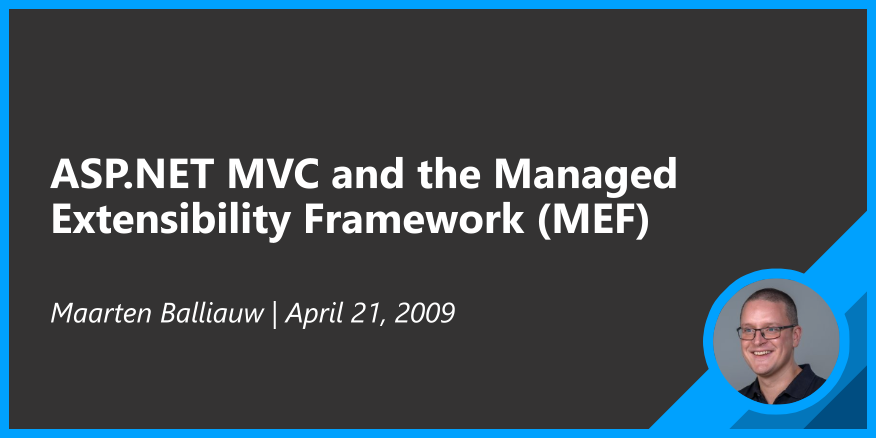 ASP.NET MVC and the Managed
Extensibility Framework (MEF)
Maarten Balliauw | April 21, 2009